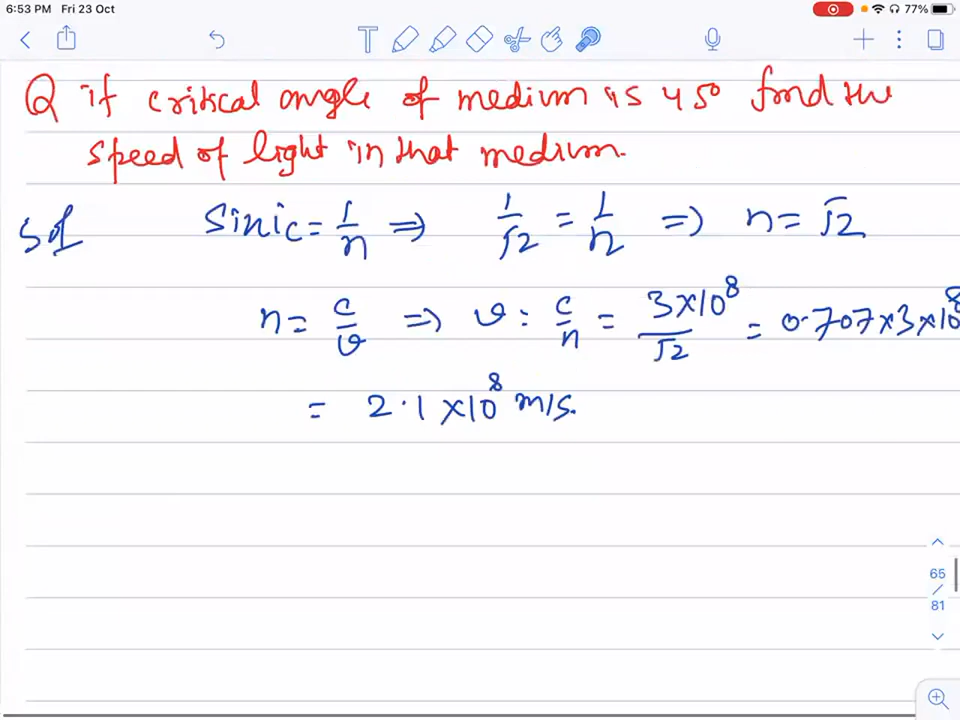 6:53 PM Fri 23 Oct 77%
Q if critical angle of medium is 45° find the
speed of light in that medium.
Sol Sin ic = 1/n ⇒ 1/√2 = 1/n ⇒ n = √2
n = c/v ⇒ v = c/n = 3×10^8/√2 = 0.707×3×10^8
= 2.1 ×10^8 m/s.
65
/
81